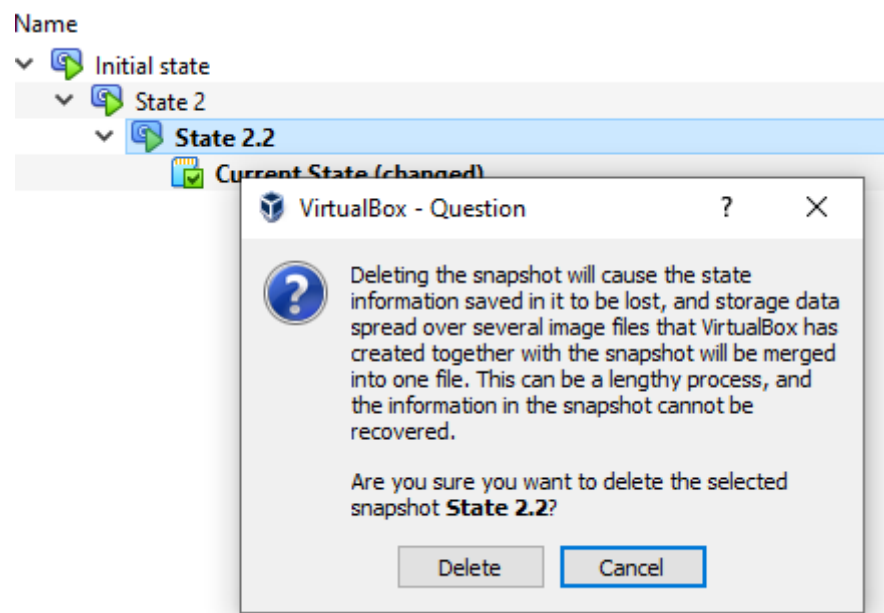 Name
Initial state
State 2
State 2.2
Current State (changed)
VirtualBox - Question
?
Deleting the snapshot will cause the state
information saved in it to be lost, and storage data
spread over several image files that VirtualBox has
created together with the snapshot will be merged
into one file. This can be a lengthy process, and
the information in the snapshot cannot be
recovered.
Are you sure you want to delete the selected
snapshot State 2.2?
Delete Cancel